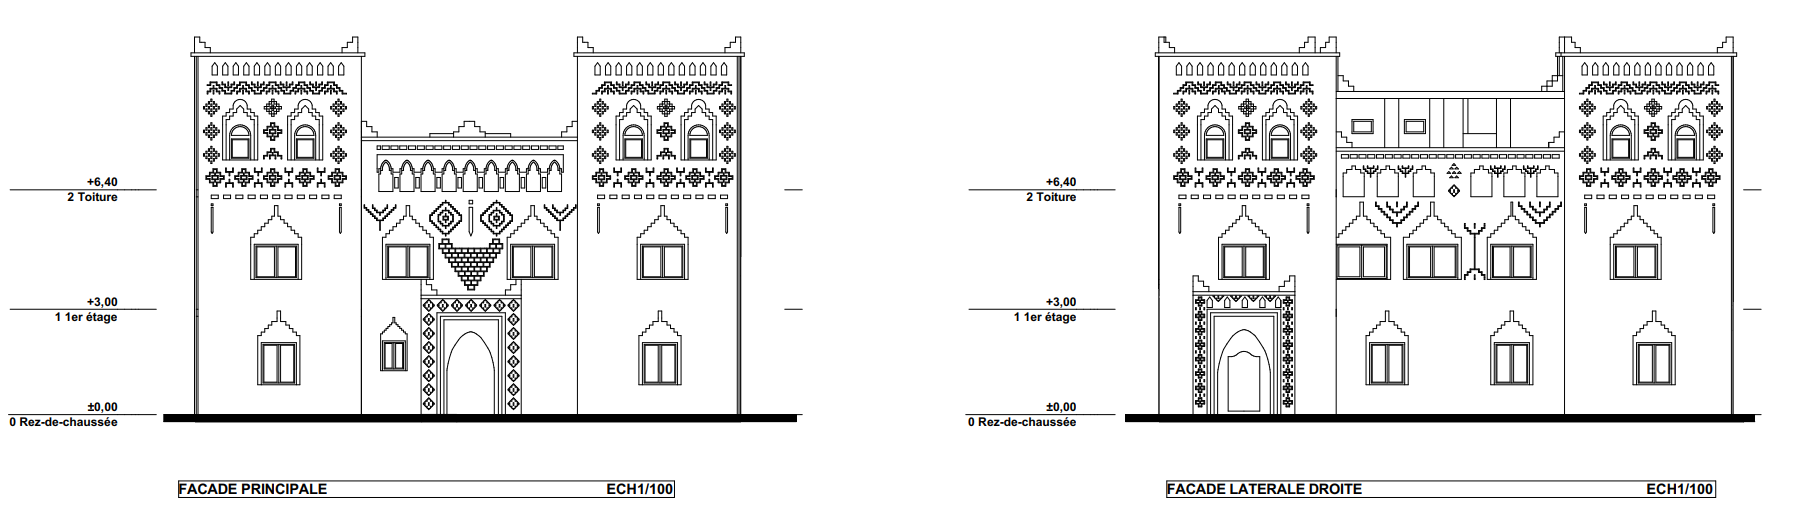 +6,40
2 Toiture
+3,00
1 1er étage
±0,00
0 Rez-de-chaussée
FACADE PRINCIPALE ECH1/100
+6,40
2 Toiture
+3,00
1 1er étage
±0,00
0 Rez-de-chaussée
FACADE LATERALE DROITE ECH1/100